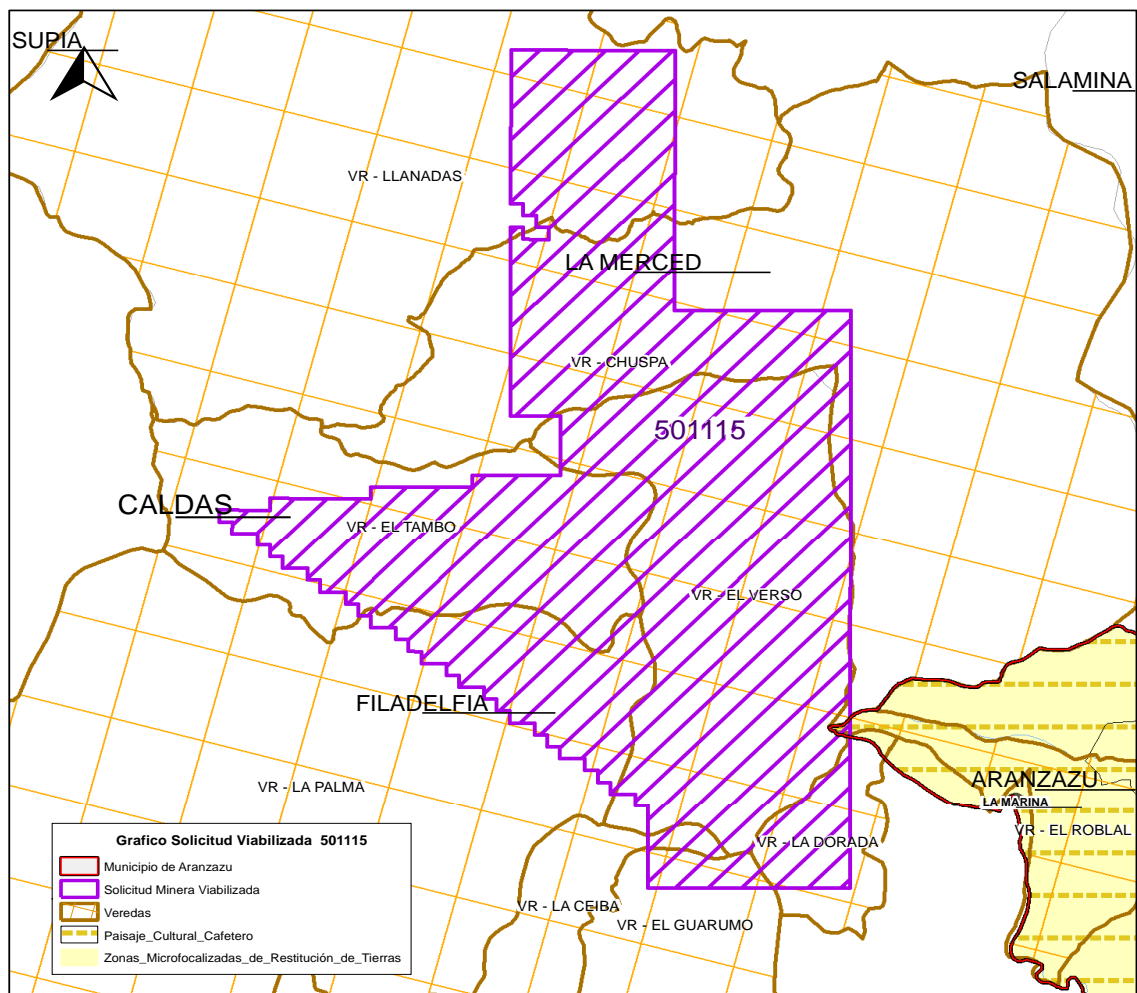 SUPIA
SALAMINA
VR - LLANADAS
LA MERCED
VR - CHUSPA
501115
CALDAS
VR - EL TAMBO
VR - EL VERSO
FILADELFIA
VR - LA PALMA
ARANZAZU
LA MARINA
VR - EL ROBLAL
VR - LA DORADA
VR - LA CEIBA
VR - EL GUARUMO
Grafico Solicitud Viabilizada 501115
Municipio de Aranzazu
Solicitud Minera Viabilizada
Veredas
Paisaje_Cultural_Cafetero
Zonas_Microfocalizadas_de_Restitución_de_Tierras